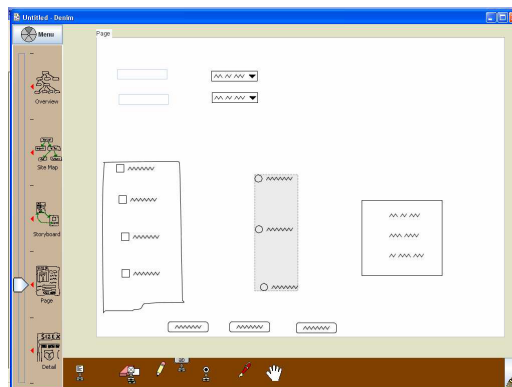 Untitled - Denim
Menu
Page
Overview
Site Map
Storyboard
Page
Detail